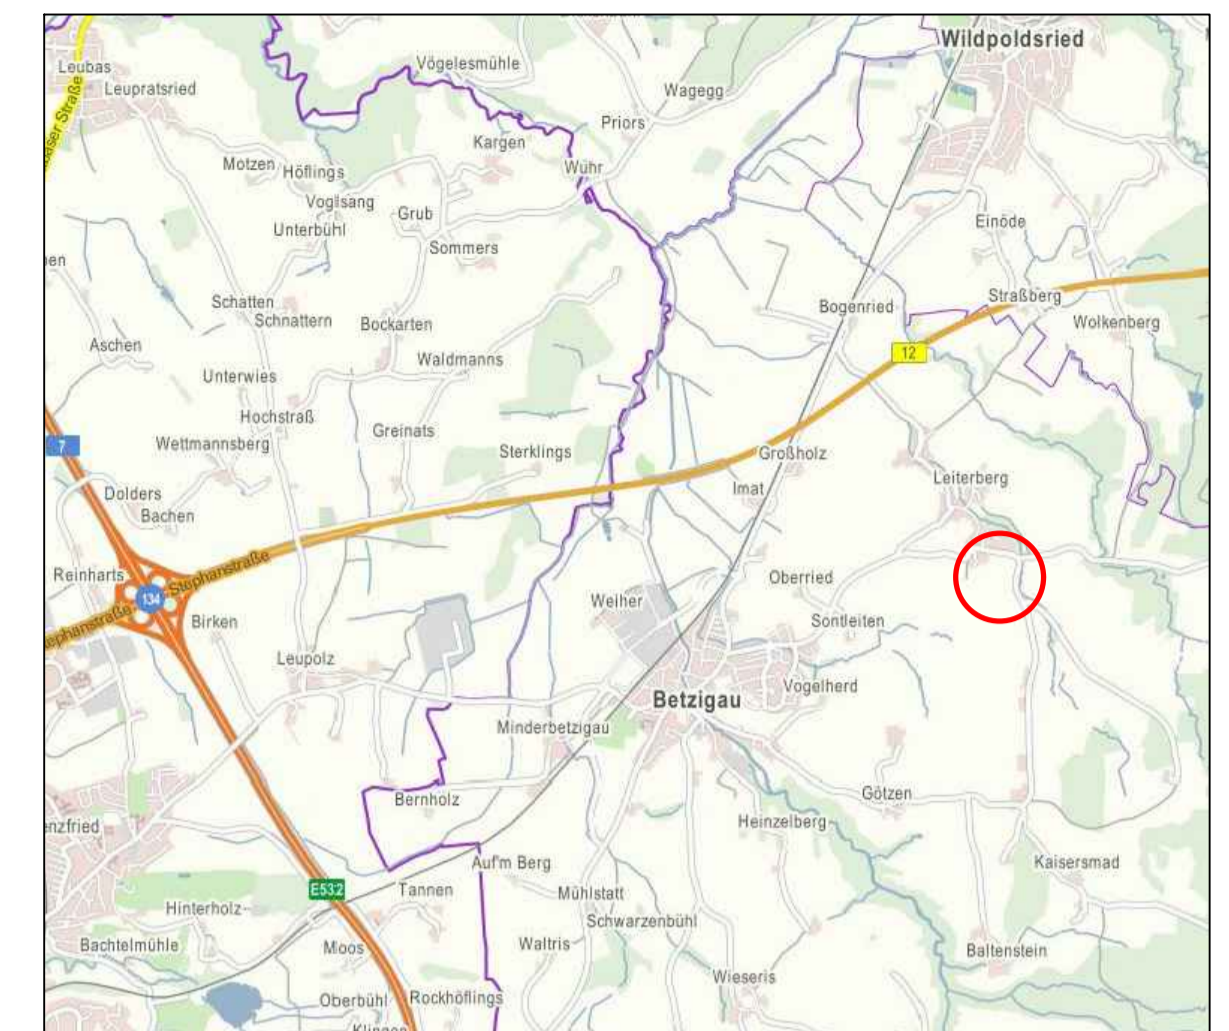 Wildpoldsried
Vögelesmühle
Leubas
Leupratsried
Wagegg
Priors
Kargen
Wühr
Motzen
Höflings
Voglsang
Grub
Unterbühl
Sommers
Einöde
Schatten
Schnattern
Bockarten
Bogenried
Straßberg
Wolkenberg
Aschen
Waldmanns
12
Unterwies
Hochstraß
Greinats
7
Wettmannsberg
Sterklings
Großholz
Leiterberg
Imat
Dolders
Bachen
Stephanstraße
Reinharts
134
Oberried
Weiher
Birken
Sontleiten
Leupolz
Vogelherd
Betzigau
Minderbetzigau
Bernholz
Götzen
Heinzelberg
Auf'm Berg
Kaisersmad
E532
Tannen
Mühlstatt
Hinterholz
Schwarzenbühl
Bachtelmühle
Moos
Waltris
Baltenstein
Wieseris
Oberbühl
Rockhöflings